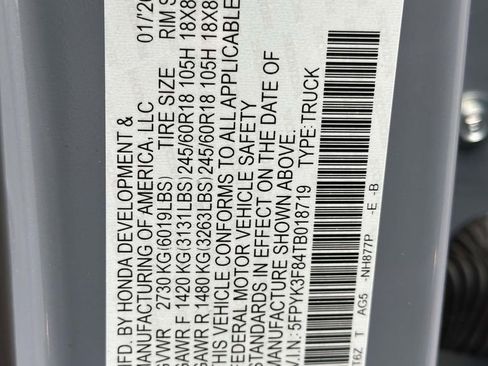 MFD. BY HONDA DEVELOPMENT & 01/20
MANUFACTURING OF AMERICA, LLC
GVWR 2730 KG(6019LBS) TIRE SIZE RIM S
GAWR F 1420 KG(3131LBS) 245/60R18 105H 18X8
GAWR R 1480 KG(3263LBS) 245/60R18 105H 18X8
THIS VEHICLE CONFORMS TO ALL APPLICABLE
FEDERAL MOTOR VEHICLE SAFETY
STANDARDS IN EFFECT ON THE DATE OF
MANUFACTURE SHOWN ABOVE.
V.I.N.: 5FPYK3F84TB018719 TYPE: TRUCK
T6Z T AG5 -NH877P -E -B